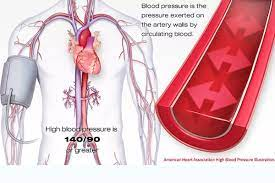 Blood pressure is the
pressure exerted on
the artery walls by
circulating blood.
High blood pressure is
140/90
or greater
American Heart Association High Blood Pressure Illustration